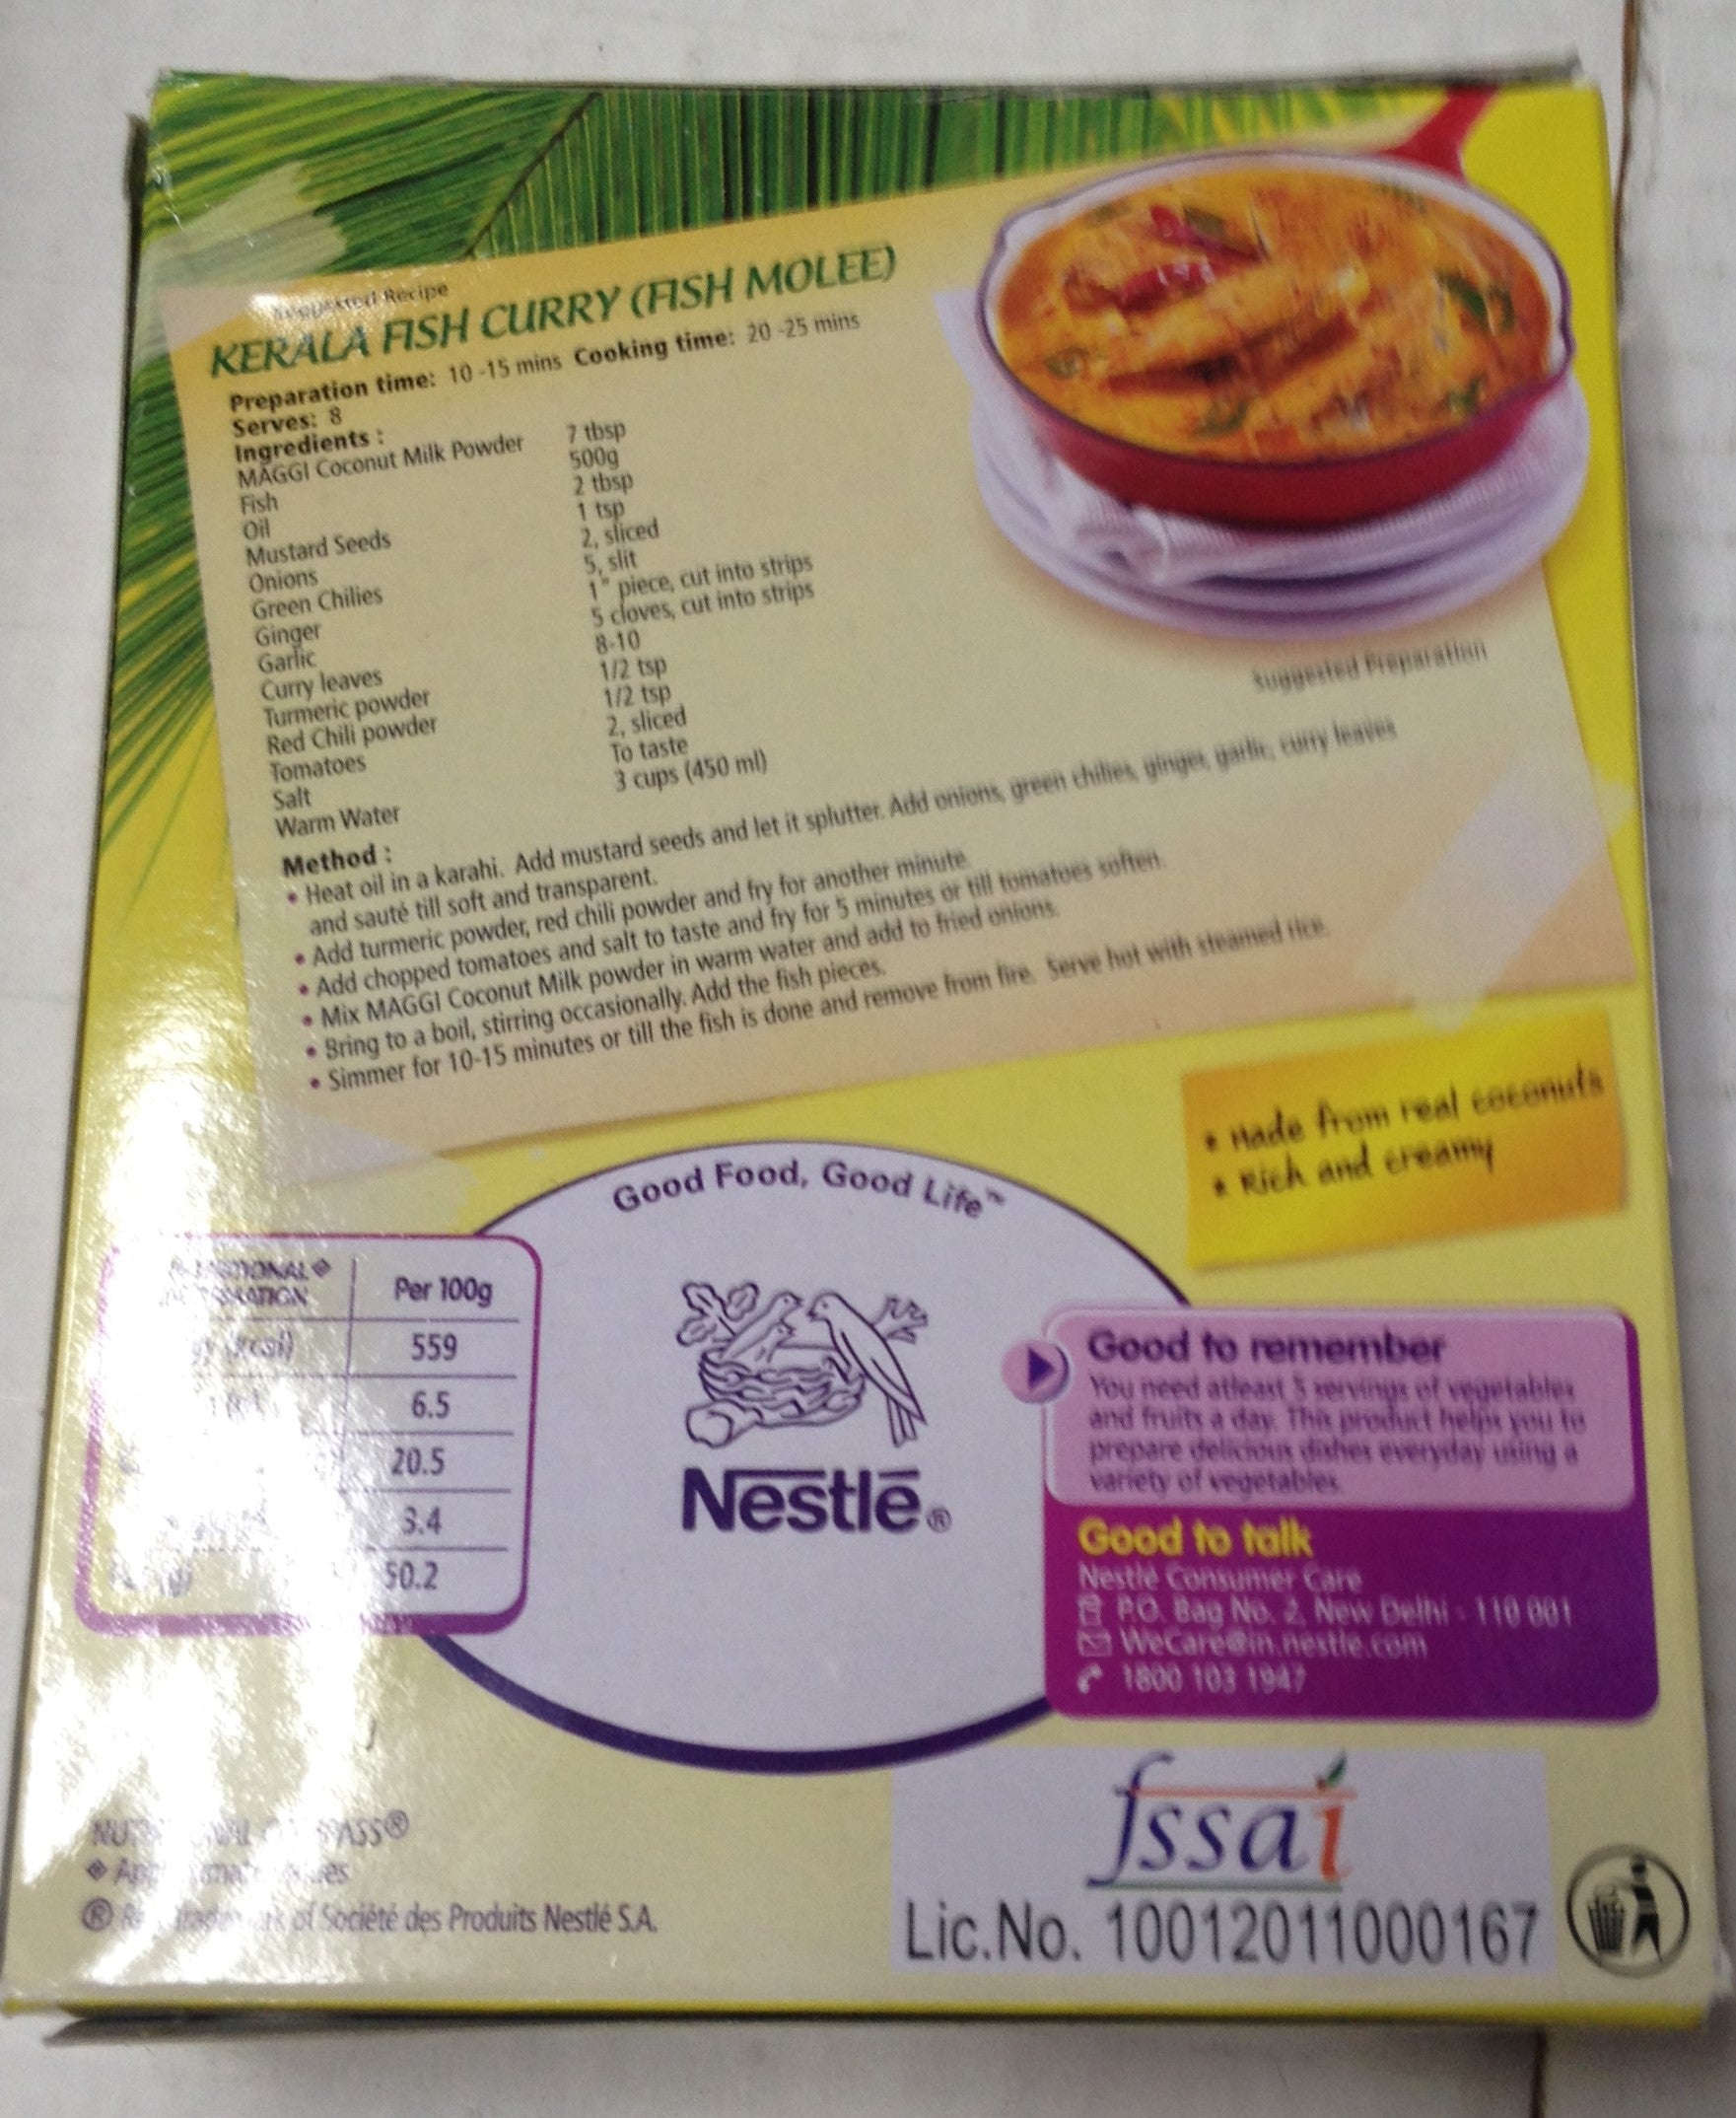 Suggested Recipe
KERALA FISH CURRY (FISH MOLEE)
Preparation time: 10 -15 mins Cooking time: 20 -25 mins
Serves: 8
Ingredients :
MAGGI Coconut Milk Powder 7 tbsp
Fish 500g
Oil 2 tbsp
Mustard Seeds 1 tsp
Onions 2, sliced
Green Chilies 5, slit
Ginger 1" piece, cut into strips
Garlic 5 cloves, cut into strips
Curry leaves 8-10
Turmeric powder 1/2 tsp
Red Chili powder 1/2 tsp
Tomatoes 2, sliced
Salt To taste
Warm Water 3 cups (450 ml)
Suggested Preparation
Method :
• Heat oil in a karahi. Add mustard seeds and let it splutter. Add onions, green chilies, ginger, garlic, curry leaves
and sauté till soft and transparent.
• Add turmeric powder, red chili powder and fry for another minute.
• Add chopped tomatoes and salt to taste and fry for 5 minutes or till tomatoes soften.
• Mix MAGGI Coconut Milk powder in warm water and add to fried onions.
• Bring to a boil, stirring occasionally. Add the fish pieces.
• Simmer for 10-15 minutes or till the fish is done and remove from fire. Serve hot with steamed rice.
• Made from real coconuts
• Rich and creamy
Good Food, Good Life™
Nestlé®
Per 100g
(kcal) 559
6.5
20.5
3.4
50.2
Good to remember
You need atleast 5 servings of vegetables
and fruits a day. This product helps you to
prepare delicious dishes everyday using a
variety of vegetables.
Good to talk
Nestlé Consumer Care
P.O. Bag No. 2, New Delhi - 110 001
WeCare@in.nestle.com
1800 103 1947
® of Société des Produits Nestlé S.A.
fssai
Lic.No. 10012011000167